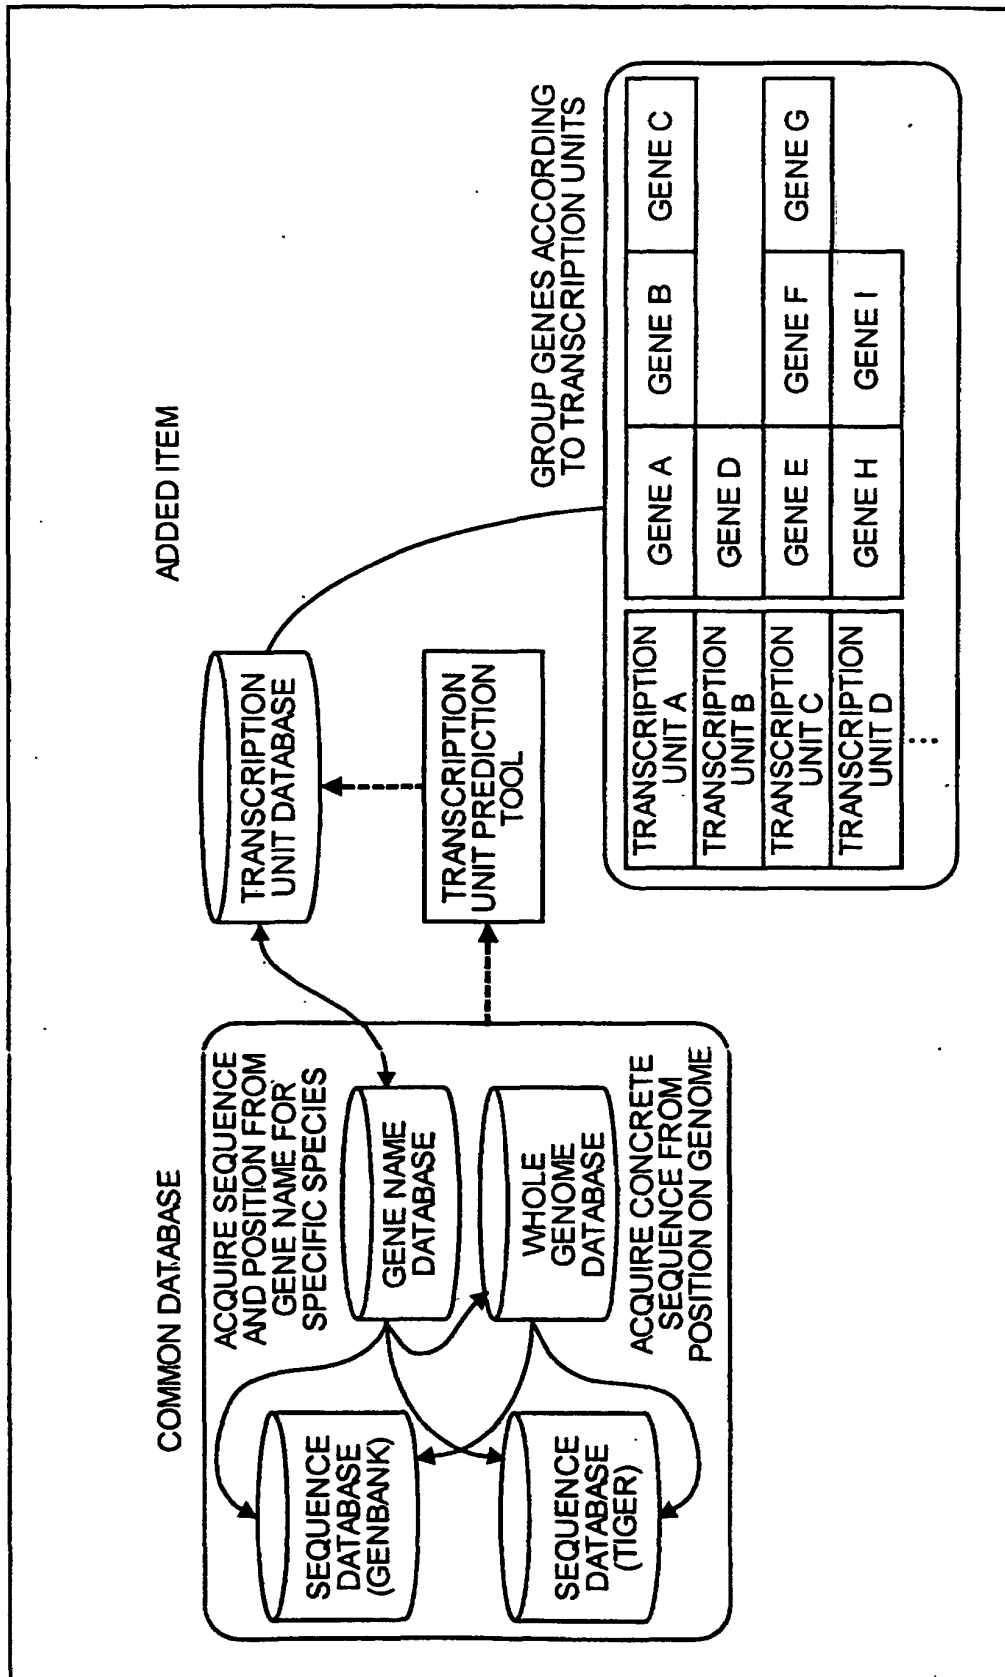 COMMON DATABASE
ACQUIRE SEQUENCE
AND POSITION FROM
GENE NAME FOR
SPECIFIC SPECIES
SEQUENCE
DATABASE
(GENBANK)
GENE NAME
DATABASE
SEQUENCE
DATABASE
(TIGER)
WHOLE
GENOME
DATABASE
ACQUIRE CONCRETE
SEQUENCE FROM
POSITION ON GENOME
ADDED ITEM
TRANSCRIPTION
UNIT DATABASE
TRANSCRIPTION
UNIT PREDICTION
TOOL
GROUP GENES ACCORDING
TO TRANSCRIPTION UNITS
TRANSCRIPTION
UNIT A
GENE A
GENE B
GENE C
TRANSCRIPTION
UNIT B
GENE D
TRANSCRIPTION
UNIT C
GENE E
GENE F
GENE G
TRANSCRIPTION
UNIT D
GENE H
GENE I
⋮